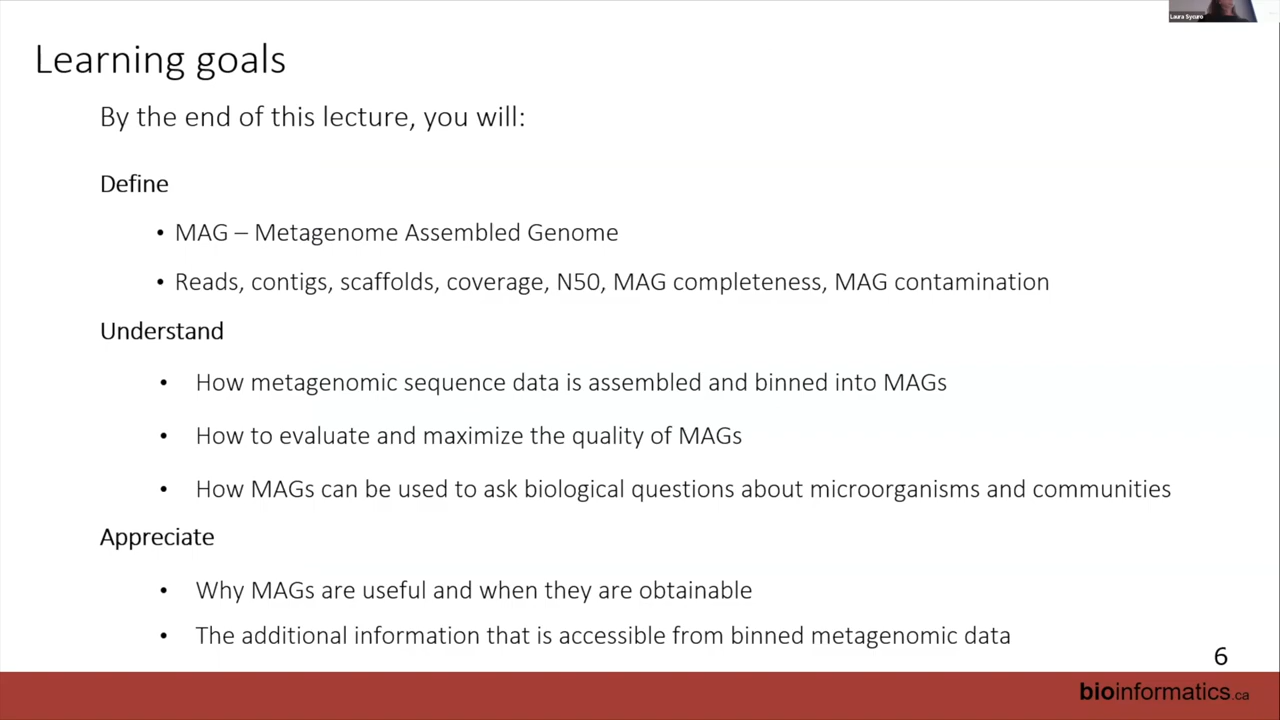 Laura Sycuro
Learning goals
By the end of this lecture, you will:
Define
• MAG – Metagenome Assembled Genome
• Reads, contigs, scaffolds, coverage, N50, MAG completeness, MAG contamination
Understand
• How metagenomic sequence data is assembled and binned into MAGs
• How to evaluate and maximize the quality of MAGs
• How MAGs can be used to ask biological questions about microorganisms and communities
Appreciate
• Why MAGs are useful and when they are obtainable
• The additional information that is accessible from binned metagenomic data
6
bioinformatics.ca